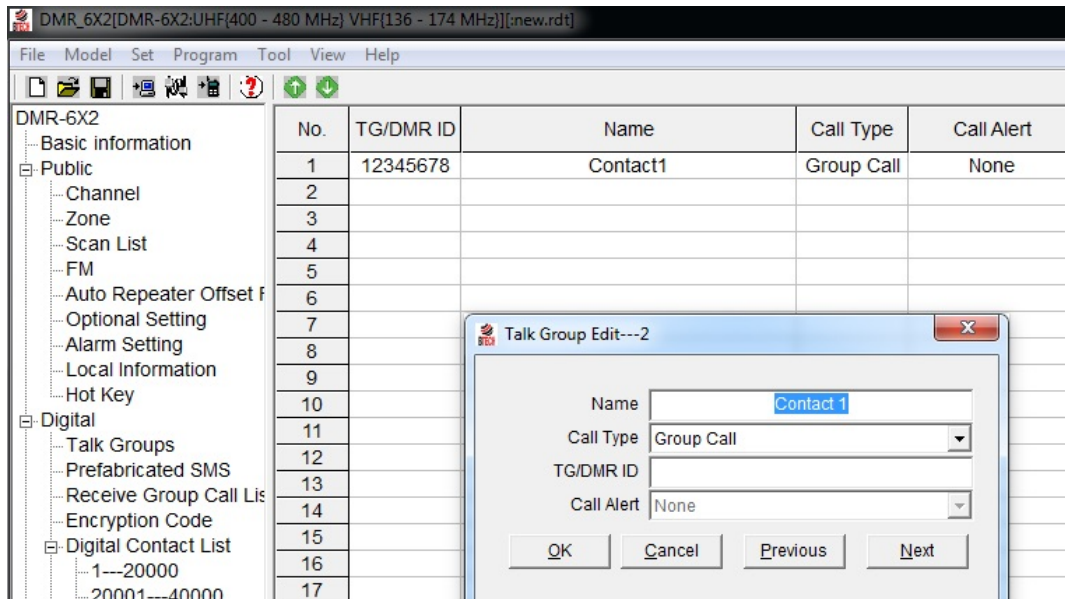 DMR_6X2[DMR-6X2:UHF{400 - 480 MHz} VHF{136 - 174 MHz}][:new.rdt]
File Model Set Program Tool View Help
DMR-6X2
Basic information
Public
Channel
Zone
Scan List
FM
Auto Repeater Offset F
Optional Setting
Alarm Setting
Local Information
Hot Key
Digital
Talk Groups
Prefabricated SMS
Receive Group Call Lis
Encryption Code
Digital Contact List
1---20000
20001---40000
No. TG/DMR ID Name Call Type Call Alert
1 12345678 Contact1 Group Call None
2
3
4
5
6
7
8
9
10
11
12
13
14
15
16
17
BTECH Talk Group Edit---2 X
Name Contact 1
Call Type Group Call
TG/DMR ID
Call Alert None
OK Cancel Previous Next